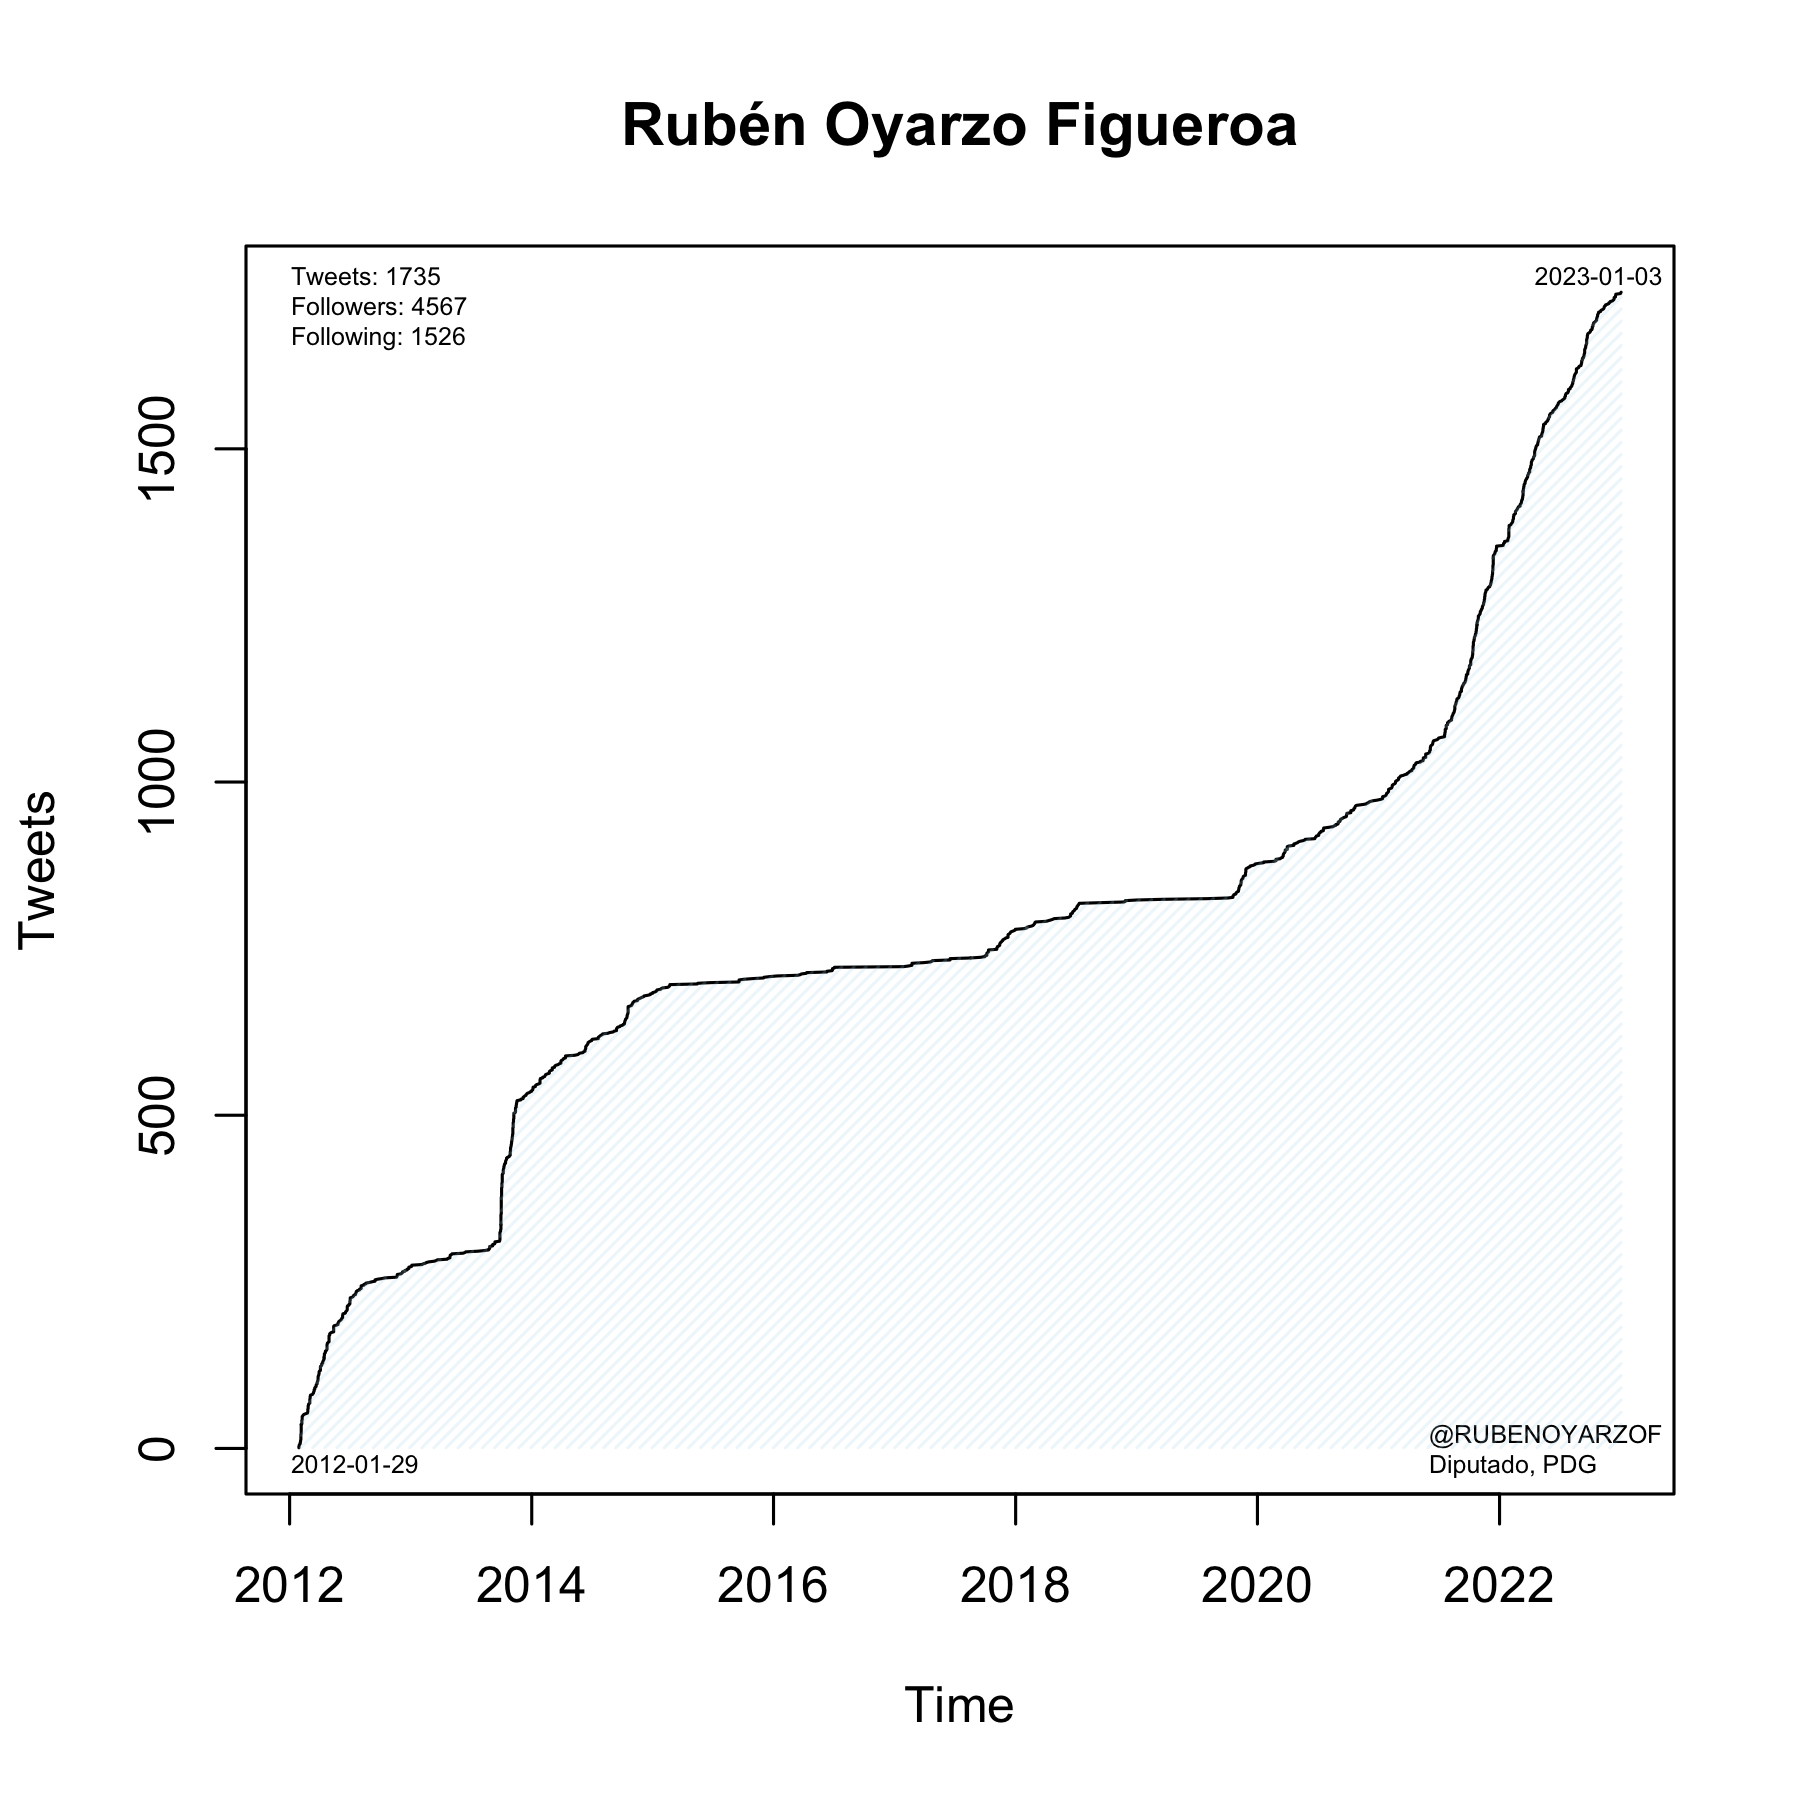 Rubén Oyarzo Figueroa
Tweets: 1735
Followers: 4567
Following: 1526
2023-01-03
1500
1000
500
0
Tweets
2012-01-29
@RUBENOYARZOF
Diputado, PDG
2012 2014 2016 2018 2020 2022
Time